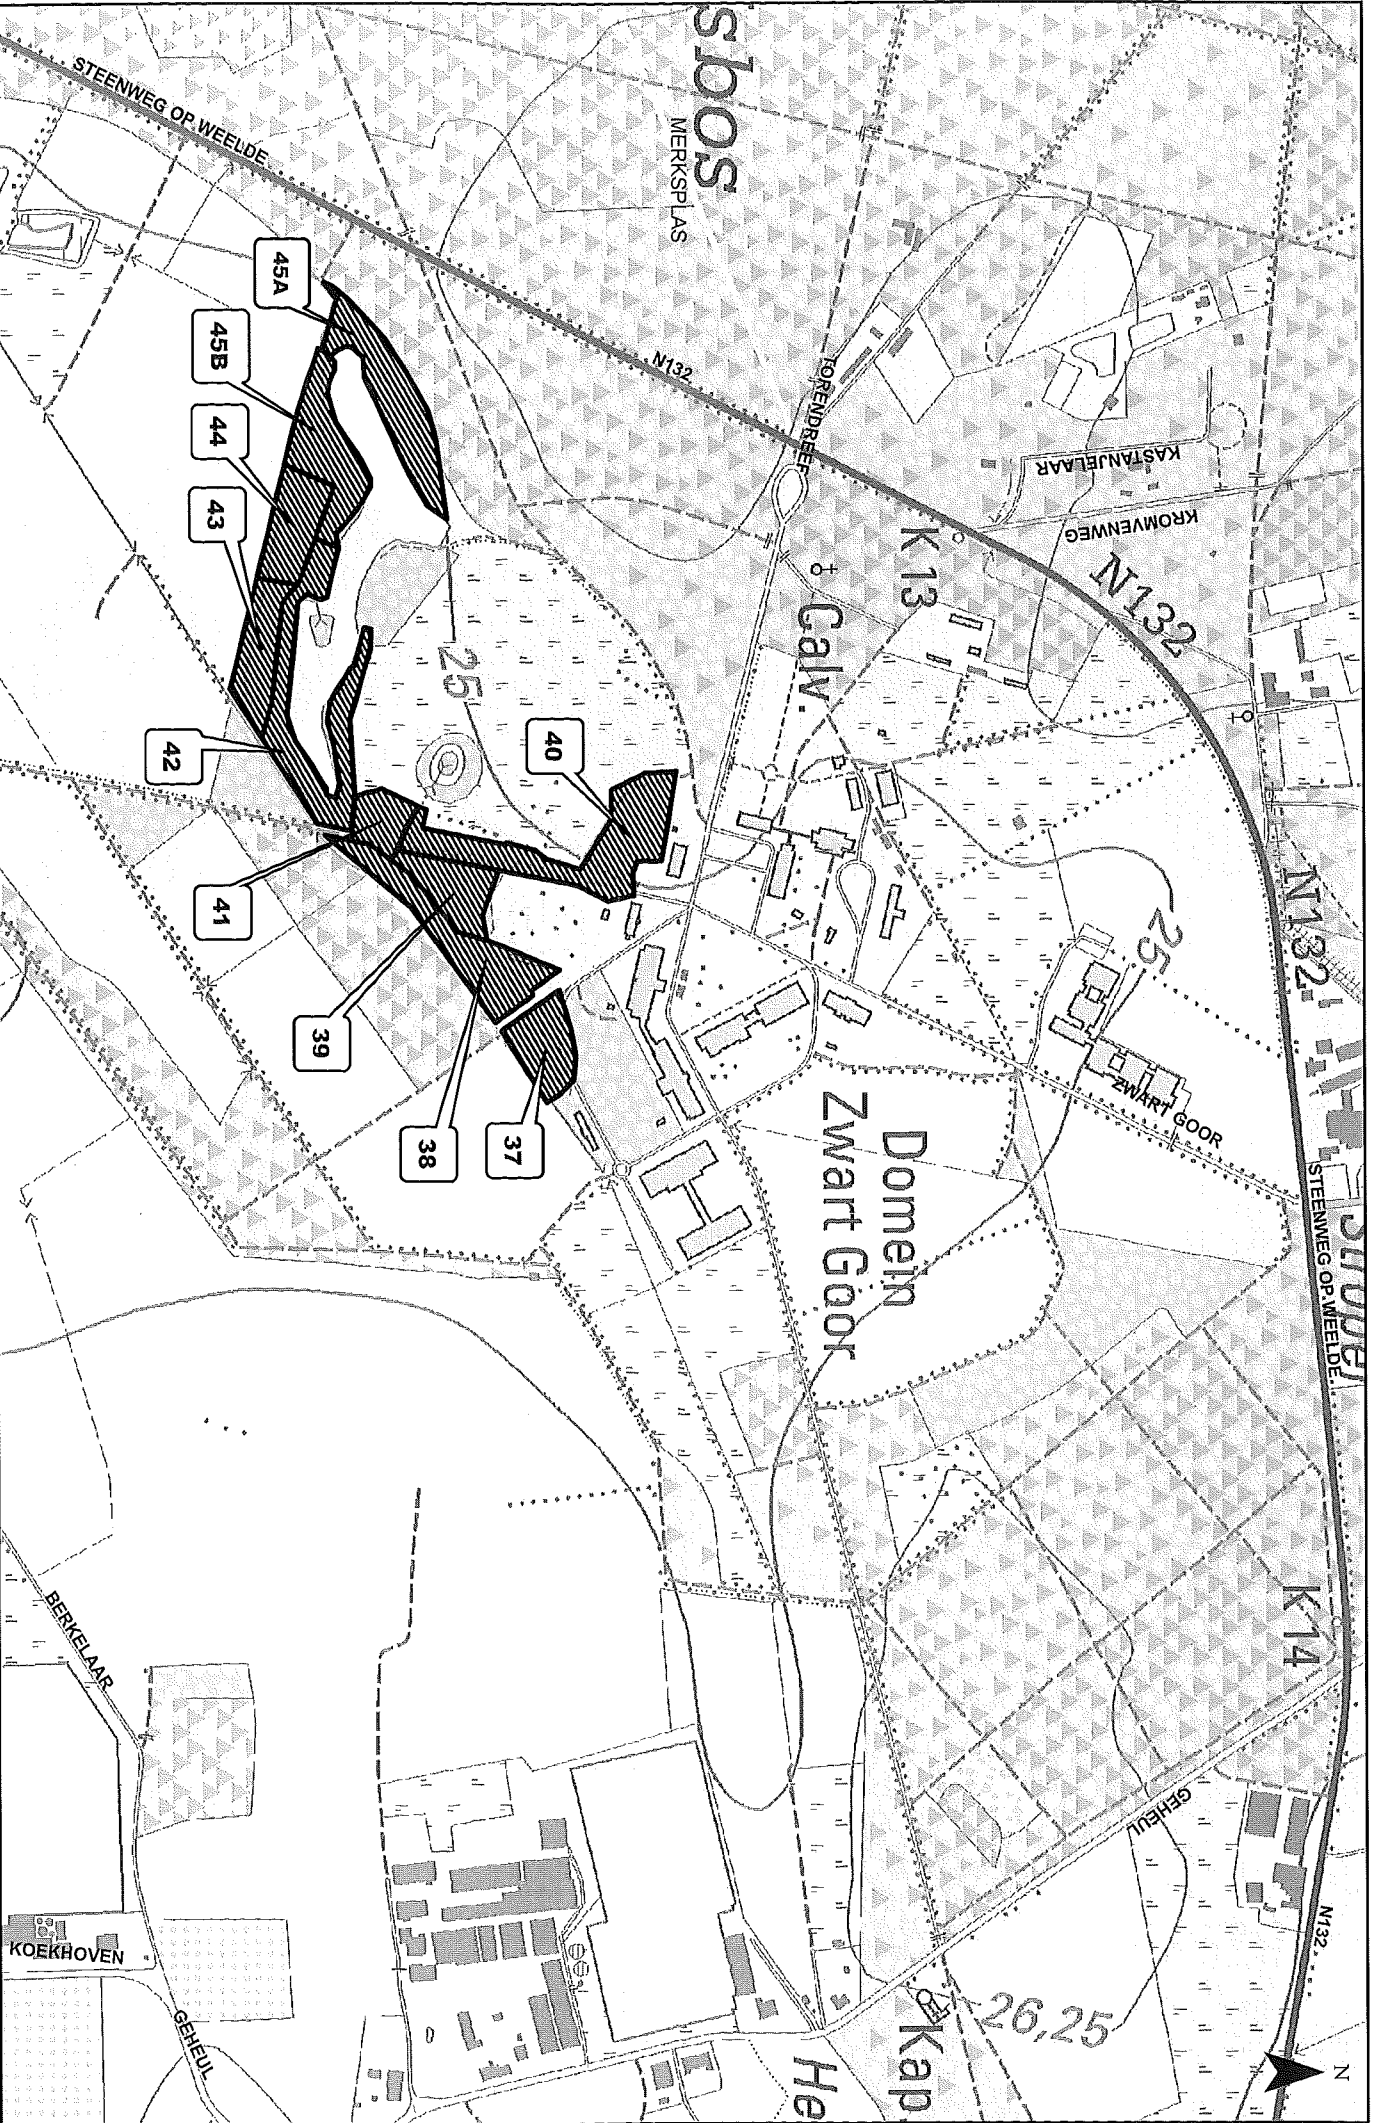 sbos
MERKSPLAS
STEENWEG OP WEELDE
N132
TORENDREEF
KASTANJELAAR
KROMVENWEG
K 13
N132
Calv.
25
N132
25
ZWART GOOR
STEENWEG OP WEELDE
Domein
Zwart Goor
K 14
GEHEUL
N132
N
26,25
Kap
He
BERKELAAR
KOEKHOVEN
GEHEUL
45A
45B
44
43
42
41
40
39
38
37